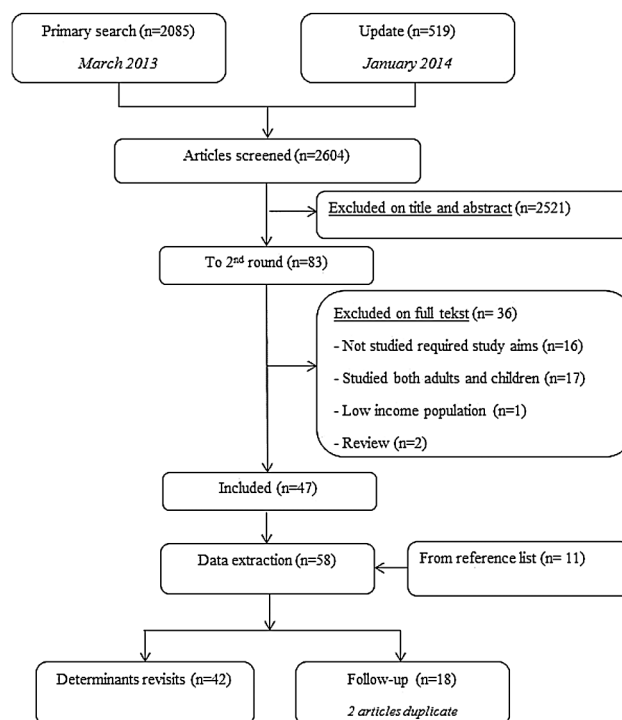 Primary search (n=2085)
March 2013
Update (n=519)
January 2014
Articles screened (n=2604)
Excluded on title and abstract (n=2521)
To 2nd round (n=83)
Excluded on full tekst (n= 36)
- Not studied required study aims (n=16)
- Studied both adults and children (n=17)
- Low income population (n=1)
- Review (n=2)
Included (n=47)
Data extraction (n=58)
From reference list (n= 11)
Determinants revisits (n=42)
Follow-up (n=18)
2 articles duplicate